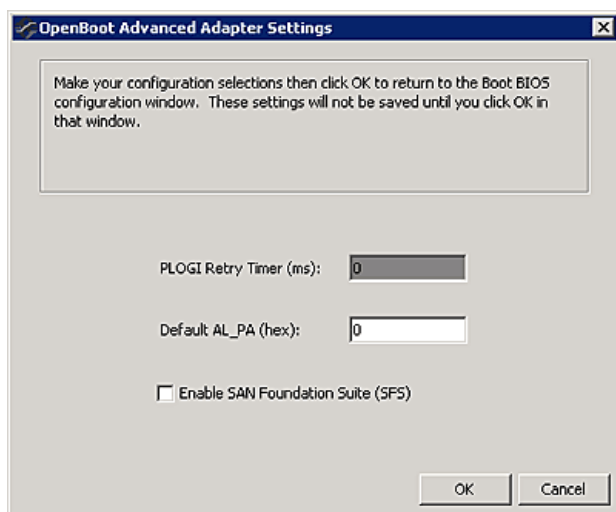 OpenBoot Advanced Adapter Settings
Make your configuration selections then click OK to return to the Boot BIOS
configuration window.  These settings will not be saved until you click OK in
that window.
PLOGI Retry Timer (ms): 0
Default AL_PA (hex): 0
Enable SAN Foundation Suite (SFS)
OK Cancel